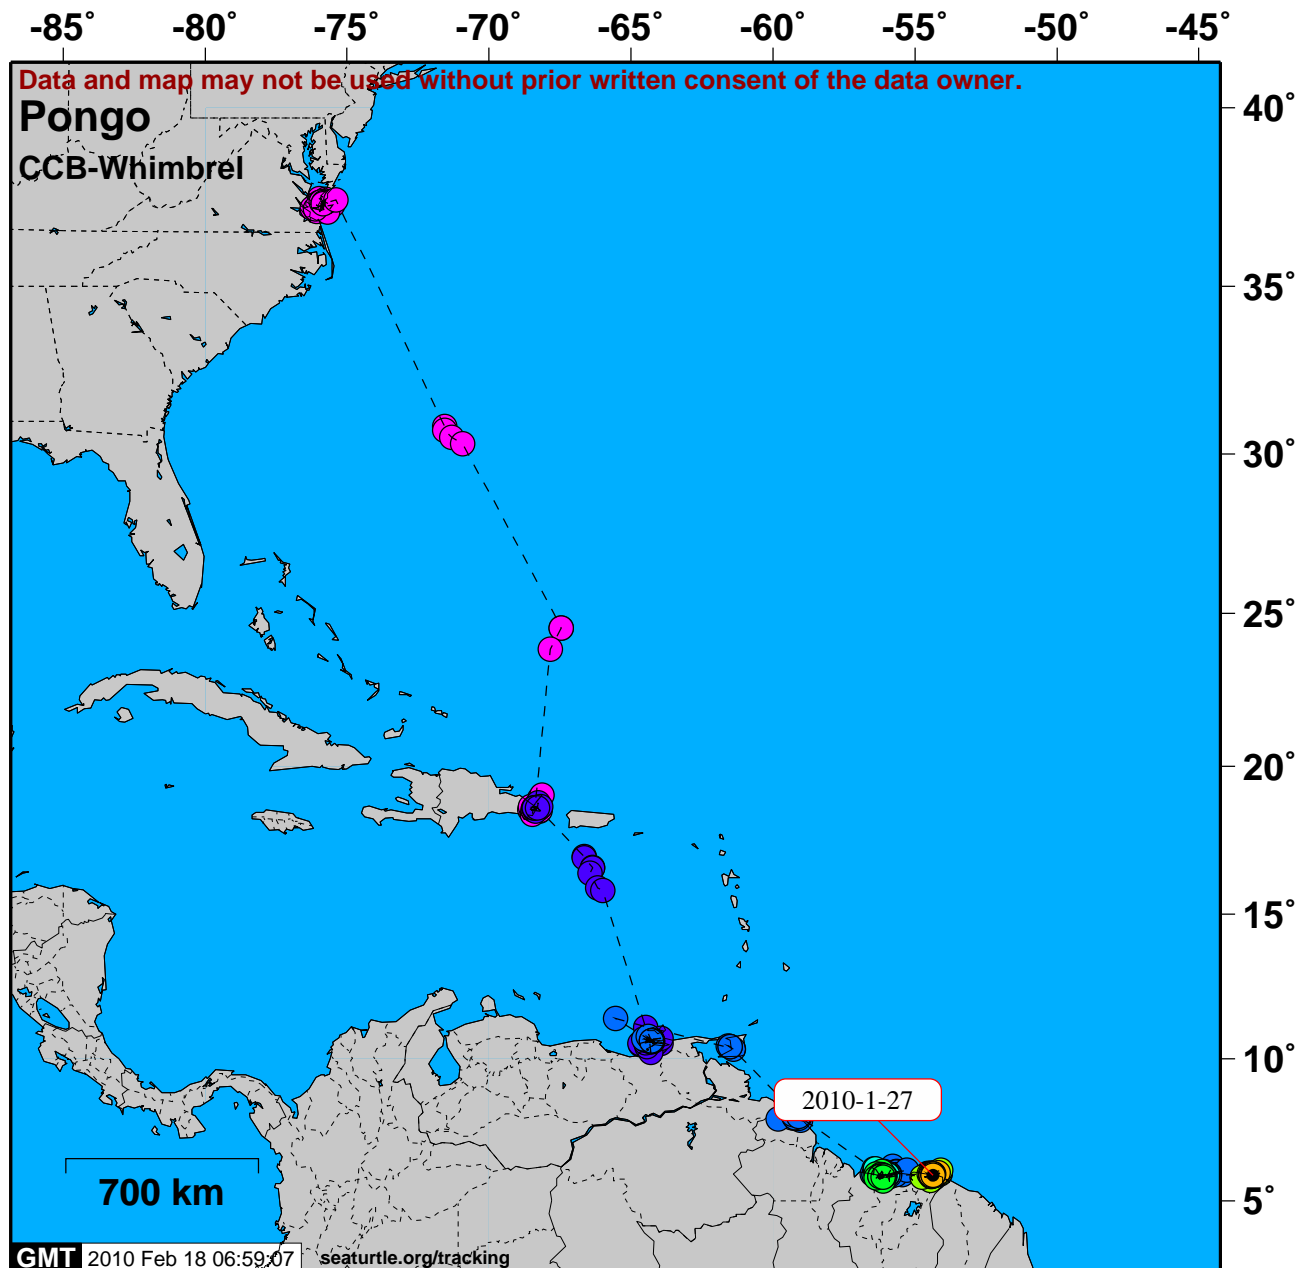 -85° -80° -75° -70° -65° -60° -55° -50° -45°
Data and map may not be used without prior written consent of the data owner.
Pongo
CCB-Whimbrel
40°
35°
30°
25°
20°
15°
10°
5°
2010-1-27
700 km
GMT 2010 Feb 18 06:59:07 seaturtle.org/tracking